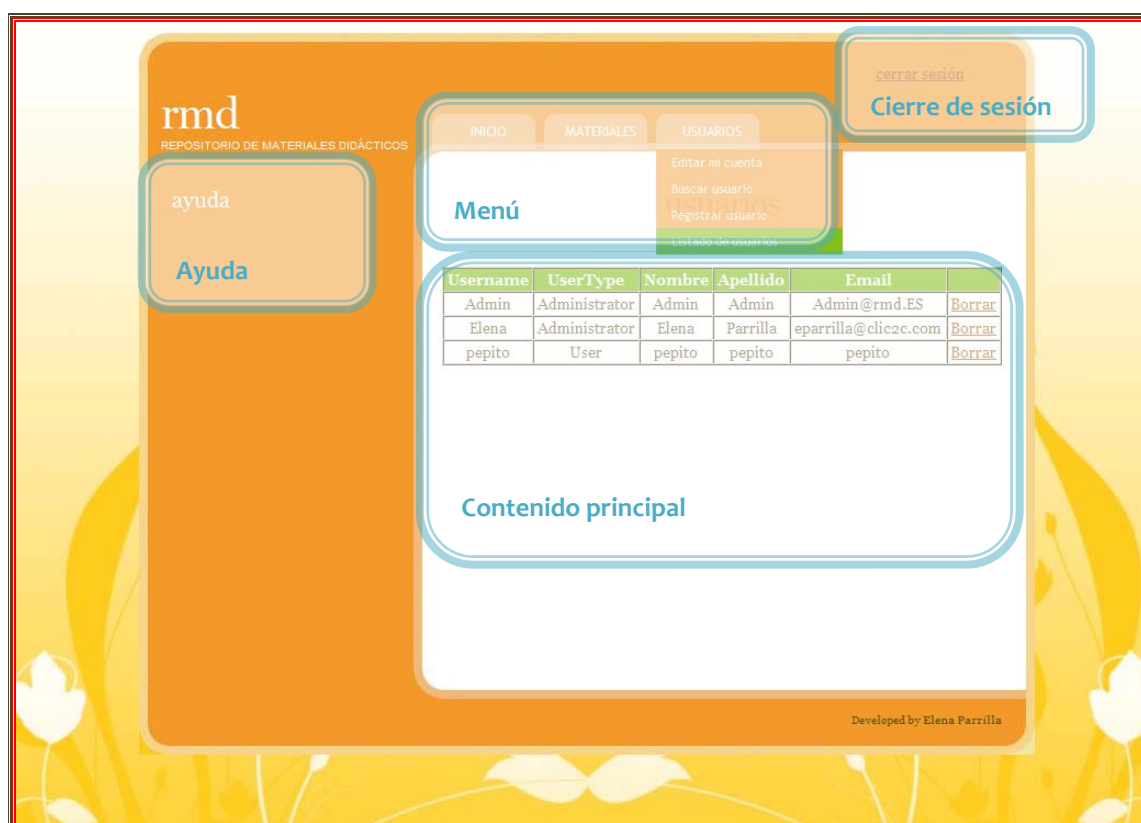 cerrar sesión
Cierre de sesión
rmd
REPOSITORIO DE MATERIALES DIDÁCTICOS
INICIO MATERIALES USUARIOS
Editar mi cuenta
Buscar usuario
usuarios
Registrar usuario
Listado de usuarios
Menú
ayuda
Ayuda
Username UserType Nombre Apellido Email
Admin Administrator Admin Admin Admin@rmd.ES Borrar
Elena Administrator Elena Parrilla eparrilla@clic2c.com Borrar
pepito User pepito pepito pepito Borrar
Contenido principal
Developed by Elena Parrilla